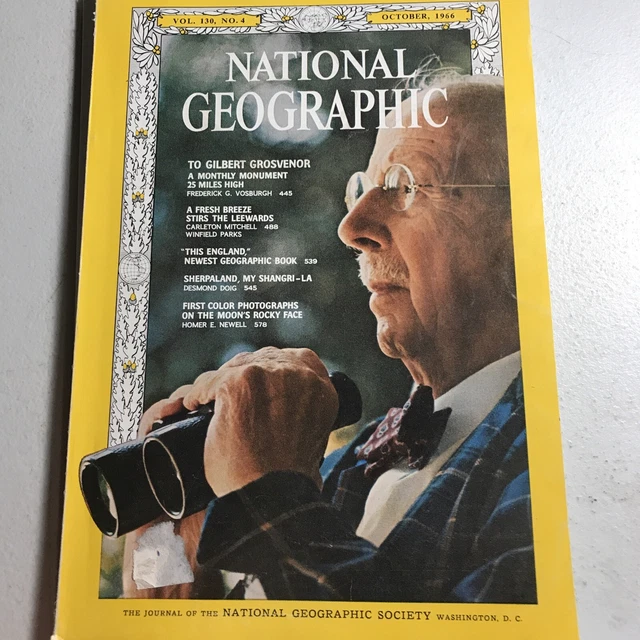 VOL. 130, NO. 4
OCTOBER, 1966
NATIONAL
GEOGRAPHIC
TO GILBERT GROSVENOR
A MONTHLY MONUMENT
25 MILES HIGH
FREDERICK G. VOSBURGH 445
A FRESH BREEZE
STIRS THE LEEWARDS
CARLETON MITCHELL 488
WINFIELD PARKS
"THIS ENGLAND,"
NEWEST GEOGRAPHIC BOOK 539
SHERPALAND, MY SHANGRI-LA
DESMOND DOIG 545
FIRST COLOR PHOTOGRAPHS
ON THE MOON'S ROCKY FACE
HOMER E. NEWELL 578
THE JOURNAL OF THE NATIONAL GEOGRAPHIC SOCIETY WASHINGTON, D. C.